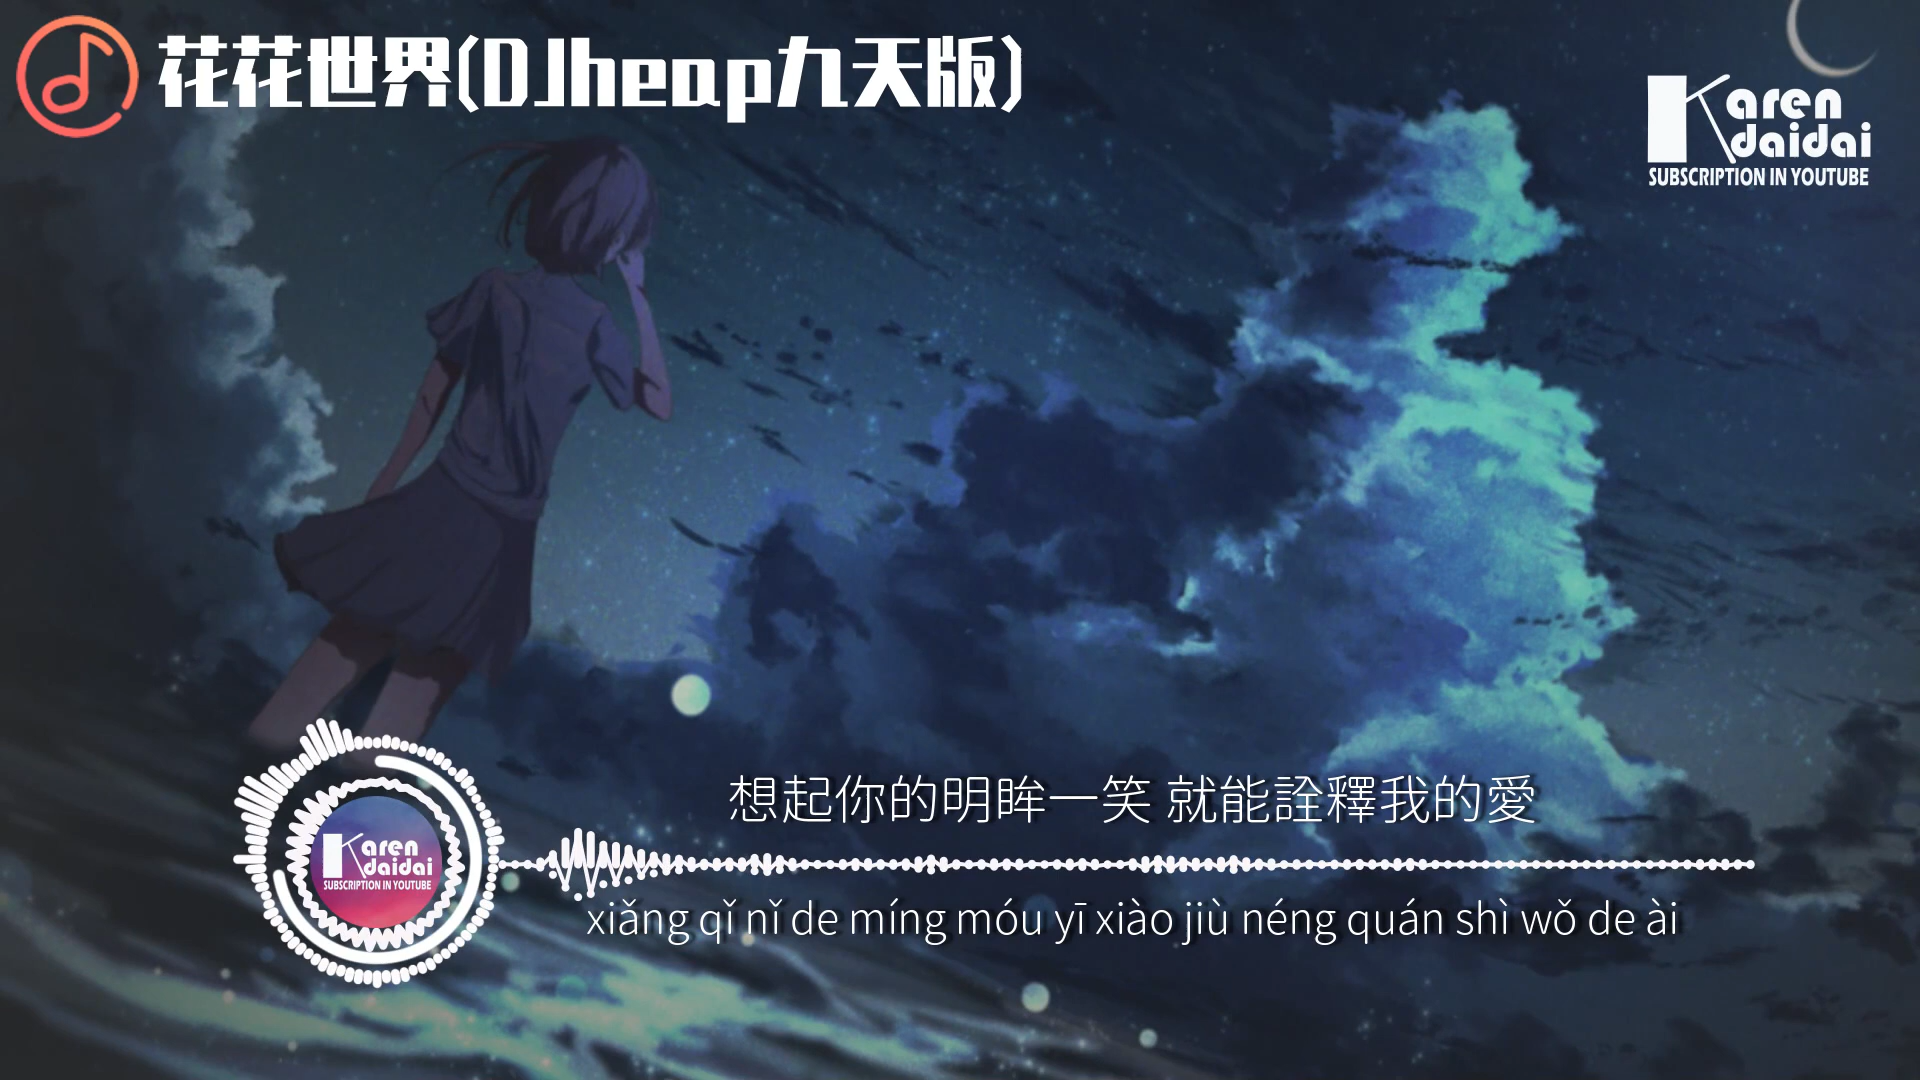 花花世界(DJheap九天版)
Karen
daidai
SUBSCRIPTION IN YOUTUBE
想起你的明眸一笑 就能詮釋我的愛
Karen
daidai
SUBSCRIPTION IN YOUTUBE
xiǎng qǐ nǐ de míng móu yī xiào jiù néng quán shì wǒ de ài